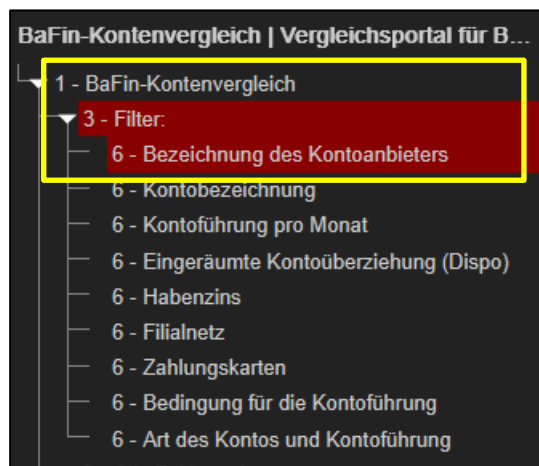 BaFin-Kontenvergleich | Vergleichsportal für B...
1 - BaFin-Kontenvergleich
3 - Filter:
6 - Bezeichnung des Kontoanbieters
6 - Kontobezeichnung
6 - Kontoführung pro Monat
6 - Eingeräumte Kontoüberziehung (Dispo)
6 - Habenzins
6 - Filialnetz
6 - Zahlungskarten
6 - Bedingung für die Kontoführung
6 - Art des Kontos und Kontoführung